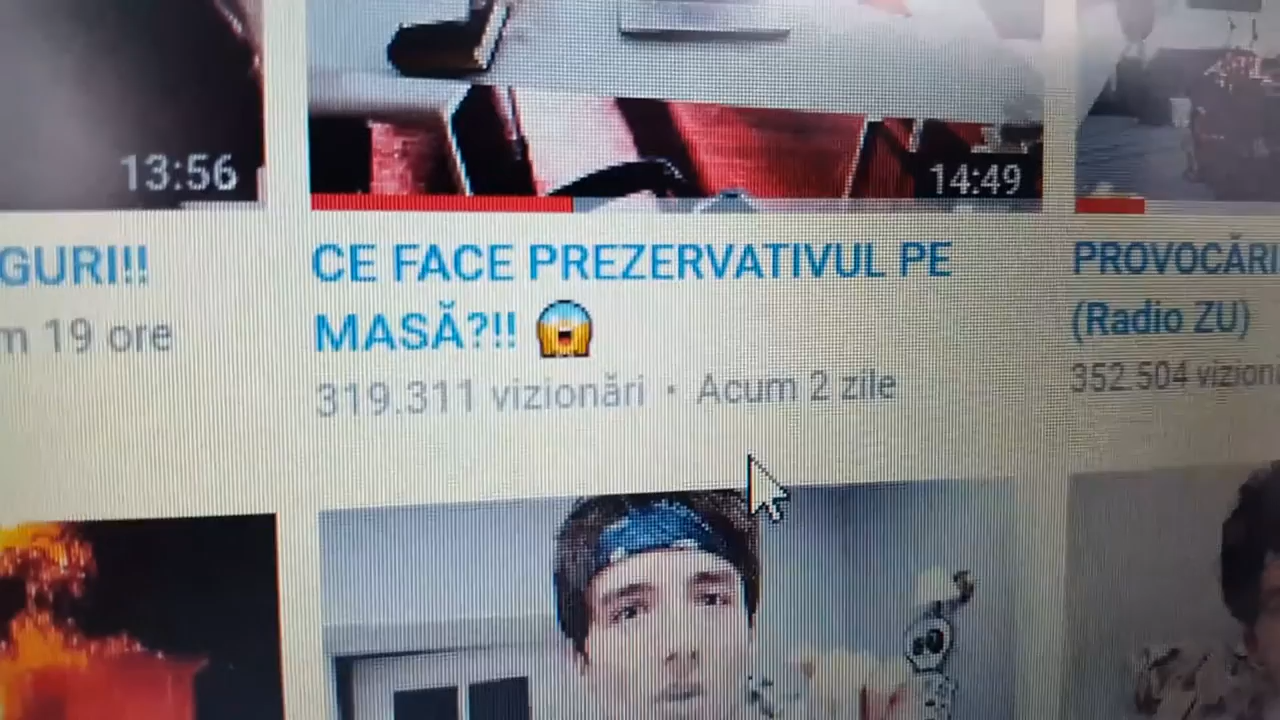 13:56
14:49
GURI!!
CE FACE PREZERVATIVUL PE
MASĂ?!! 😱
m 19 ore
319.311 vizionări • Acum 2 zile
PROVOCĂRI
(Radio ZU)
352.504 viziona